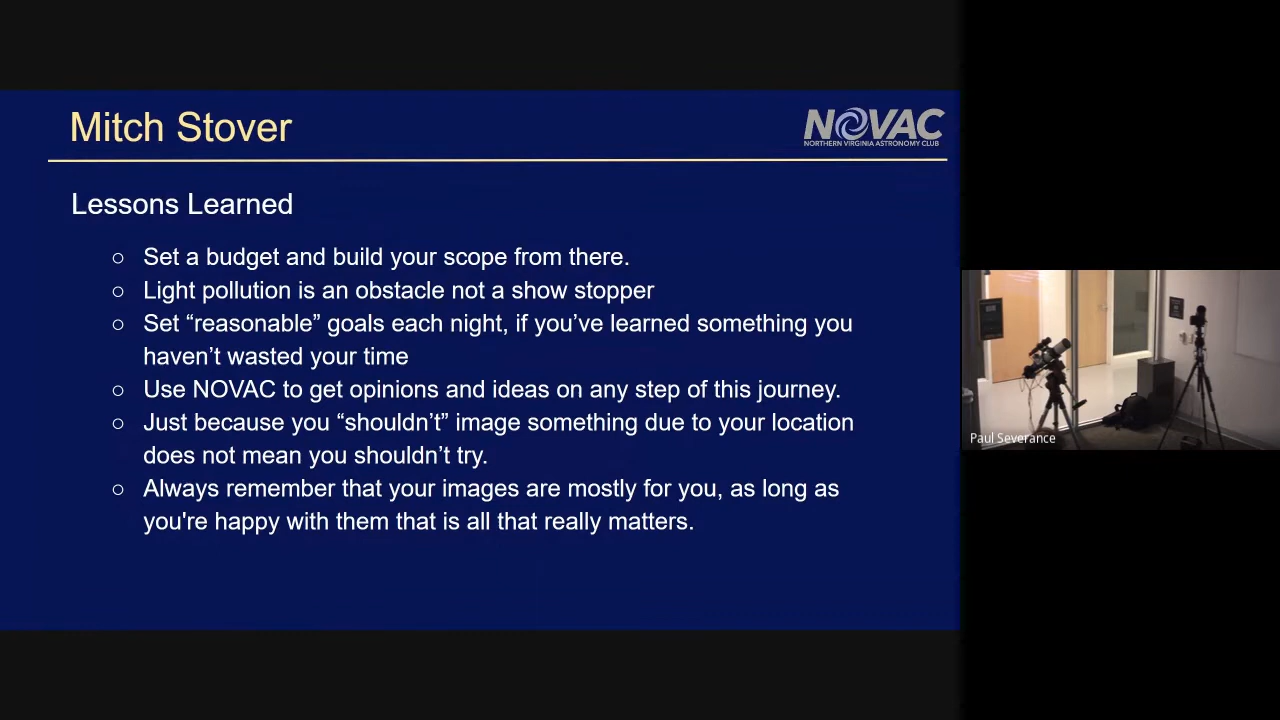 Mitch Stover
NOVAC
NORTHERN VIRGINIA ASTRONOMY CLUB
Lessons Learned
○ Set a budget and build your scope from there.
○ Light pollution is an obstacle not a show stopper
○ Set “reasonable” goals each night, if you’ve learned something you
haven’t wasted your time
○ Use NOVAC to get opinions and ideas on any step of this journey.
○ Just because you “shouldn’t” image something due to your location
does not mean you shouldn’t try.
○ Always remember that your images are mostly for you, as long as
you're happy with them that is all that really matters.
Paul Severance